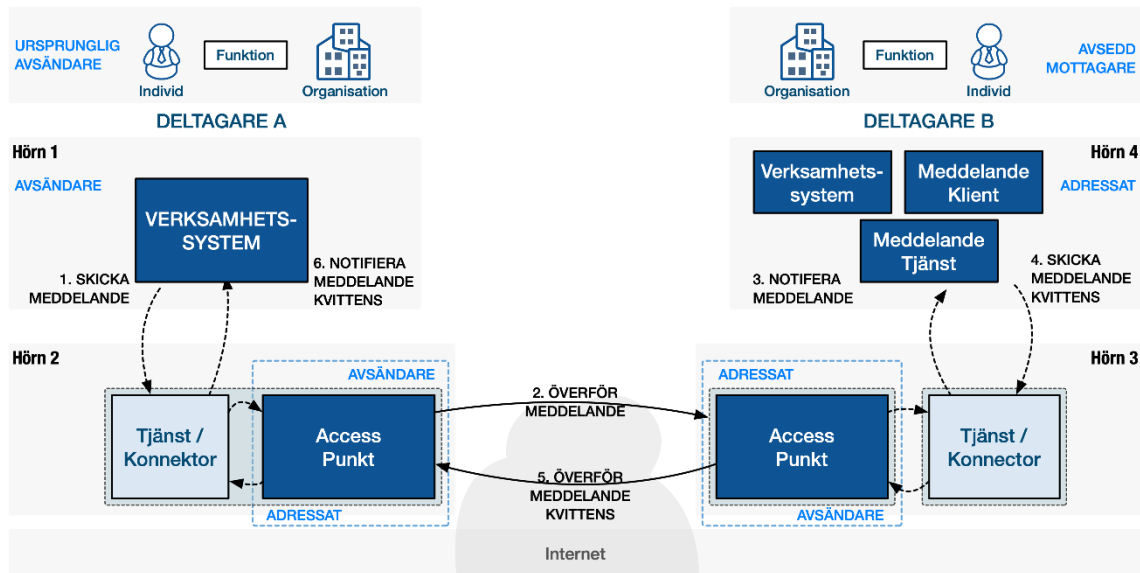 URSPRUNGLIG
AVSÄNDARE
Individ
Funktion
Organisation
DELTAGARE A
Organisation
Funktion
Individ
AVSEDD
MOTTAGARE
DELTAGARE B
Hörn 1
AVSÄNDARE
VERKSAMHETS-
SYSTEM
1. SKICKA
MEDDELANDE
6. NOTIFIERA
MEDDELANDE
KVITTENS
Hörn 4
ADRESSAT
Verksamhets-
system
Meddelande
Klient
Meddelande
Tjänst
3. NOTIFERA
MEDDELANDE
4. SKICKA
MEDDELANDE
KVITTENS
Hörn 2
AVSÄNDARE
Tjänst /
Konnektor
Access
Punkt
ADRESSAT
2. ÖVERFÖR
MEDDELANDE
5. ÖVERFÖR
MEDDELANDE
KVITTENS
Hörn 3
ADRESSAT
Access
Punkt
Tjänst /
Konnector
AVSÄNDARE
Internet